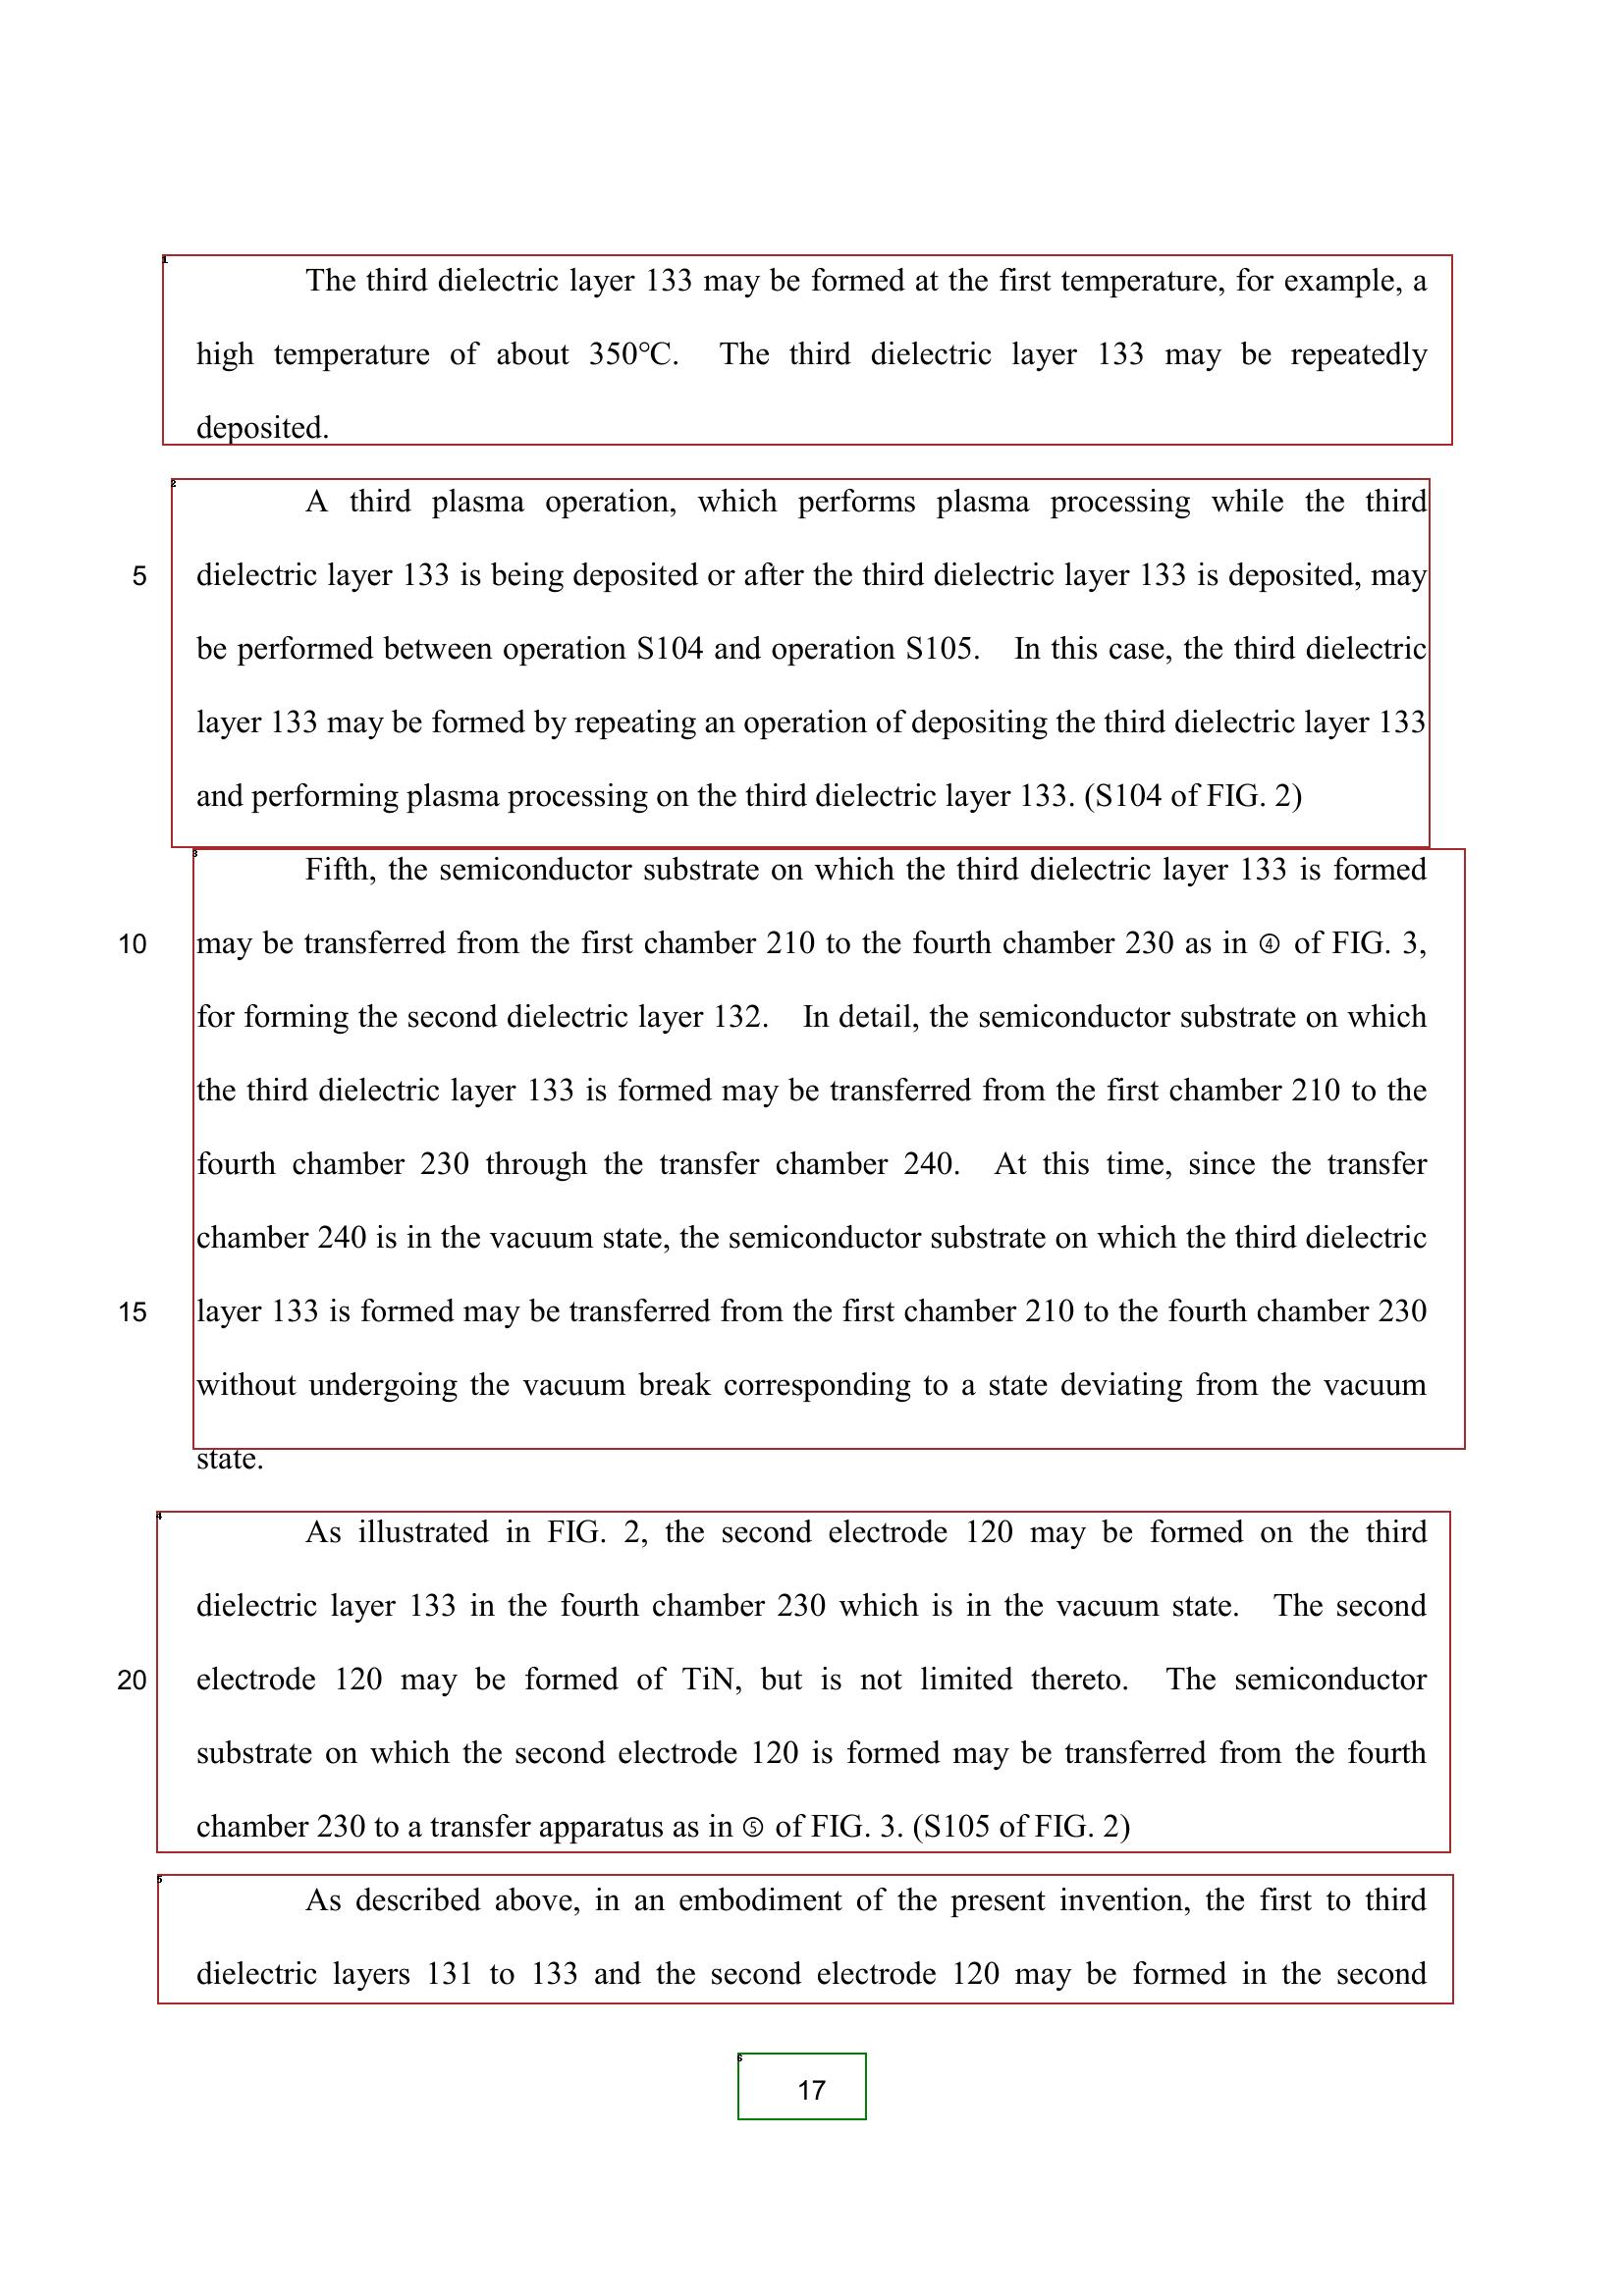 The third dielectric layer 133 may be formed at the first temperature, for example, a
high temperature of about 350℃. The third dielectric layer 133 may be repeatedly
deposited.
A third plasma operation, which performs plasma processing while the third
5 dielectric layer 133 is being deposited or after the third dielectric layer 133 is deposited, may
be performed between operation S104 and operation S105. In this case, the third dielectric
layer 133 may be formed by repeating an operation of depositing the third dielectric layer 133
and performing plasma processing on the third dielectric layer 133. (S104 of FIG. 2)
Fifth, the semiconductor substrate on which the third dielectric layer 133 is formed
10 may be transferred from the first chamber 210 to the fourth chamber 230 as in ④ of FIG. 3,
for forming the second dielectric layer 132. In detail, the semiconductor substrate on which
the third dielectric layer 133 is formed may be transferred from the first chamber 210 to the
fourth chamber 230 through the transfer chamber 240. At this time, since the transfer
chamber 240 is in the vacuum state, the semiconductor substrate on which the third dielectric
15 layer 133 is formed may be transferred from the first chamber 210 to the fourth chamber 230
without undergoing the vacuum break corresponding to a state deviating from the vacuum
state.
As illustrated in FIG. 2, the second electrode 120 may be formed on the third
dielectric layer 133 in the fourth chamber 230 which is in the vacuum state. The second
20 electrode 120 may be formed of TiN, but is not limited thereto. The semiconductor
substrate on which the second electrode 120 is formed may be transferred from the fourth
chamber 230 to a transfer apparatus as in ⑤ of FIG. 3. (S105 of FIG. 2)
As described above, in an embodiment of the present invention, the first to third
dielectric layers 131 to 133 and the second electrode 120 may be formed in the second
17